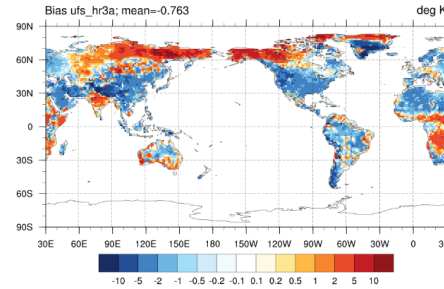 Bias ufs_hr3a; mean=-0.763 deg K
90N
60N
30N
0
30S
60S
90S
30E 60E 90E 120E 150E 180 150W 120W 90W 60W 30W 0 3
-10 -5 -2 -1 -0.5 -0.2 -0.1 0.1 0.2 0.5 1 2 5 10